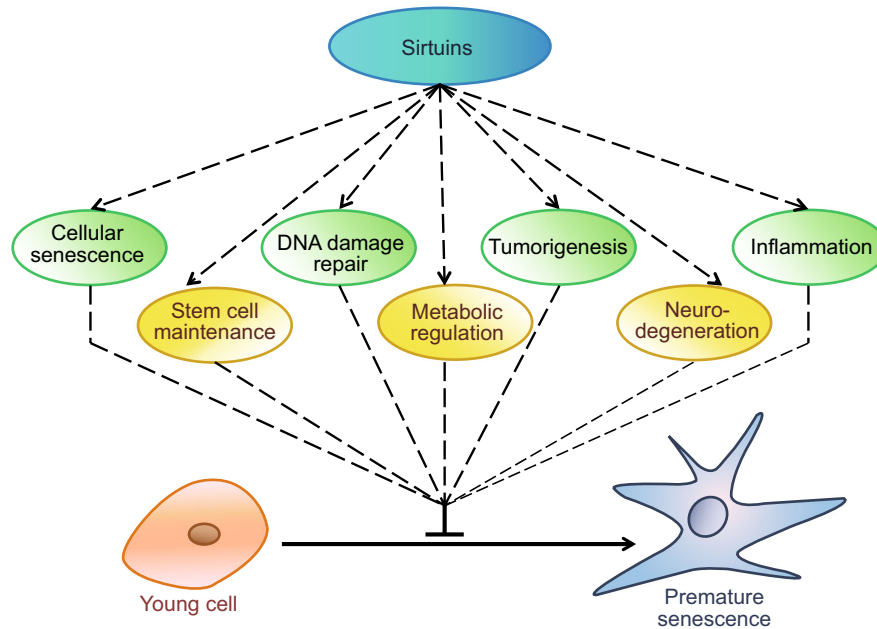 Sirtuins
Cellular
senescence
DNA damage
repair
Tumorigenesis
Inflammation
Stem cell
maintenance
Metabolic
regulation
Neuro-
degeneration
Young cell
Premature
senescence